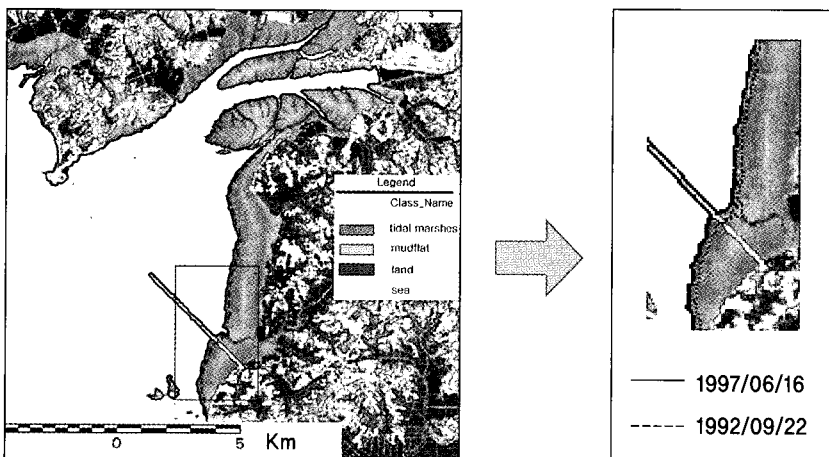 Legend
Class_Name
tidal marshes
mudflat
land
sea
0 5 Km
1997/06/16
1992/09/22